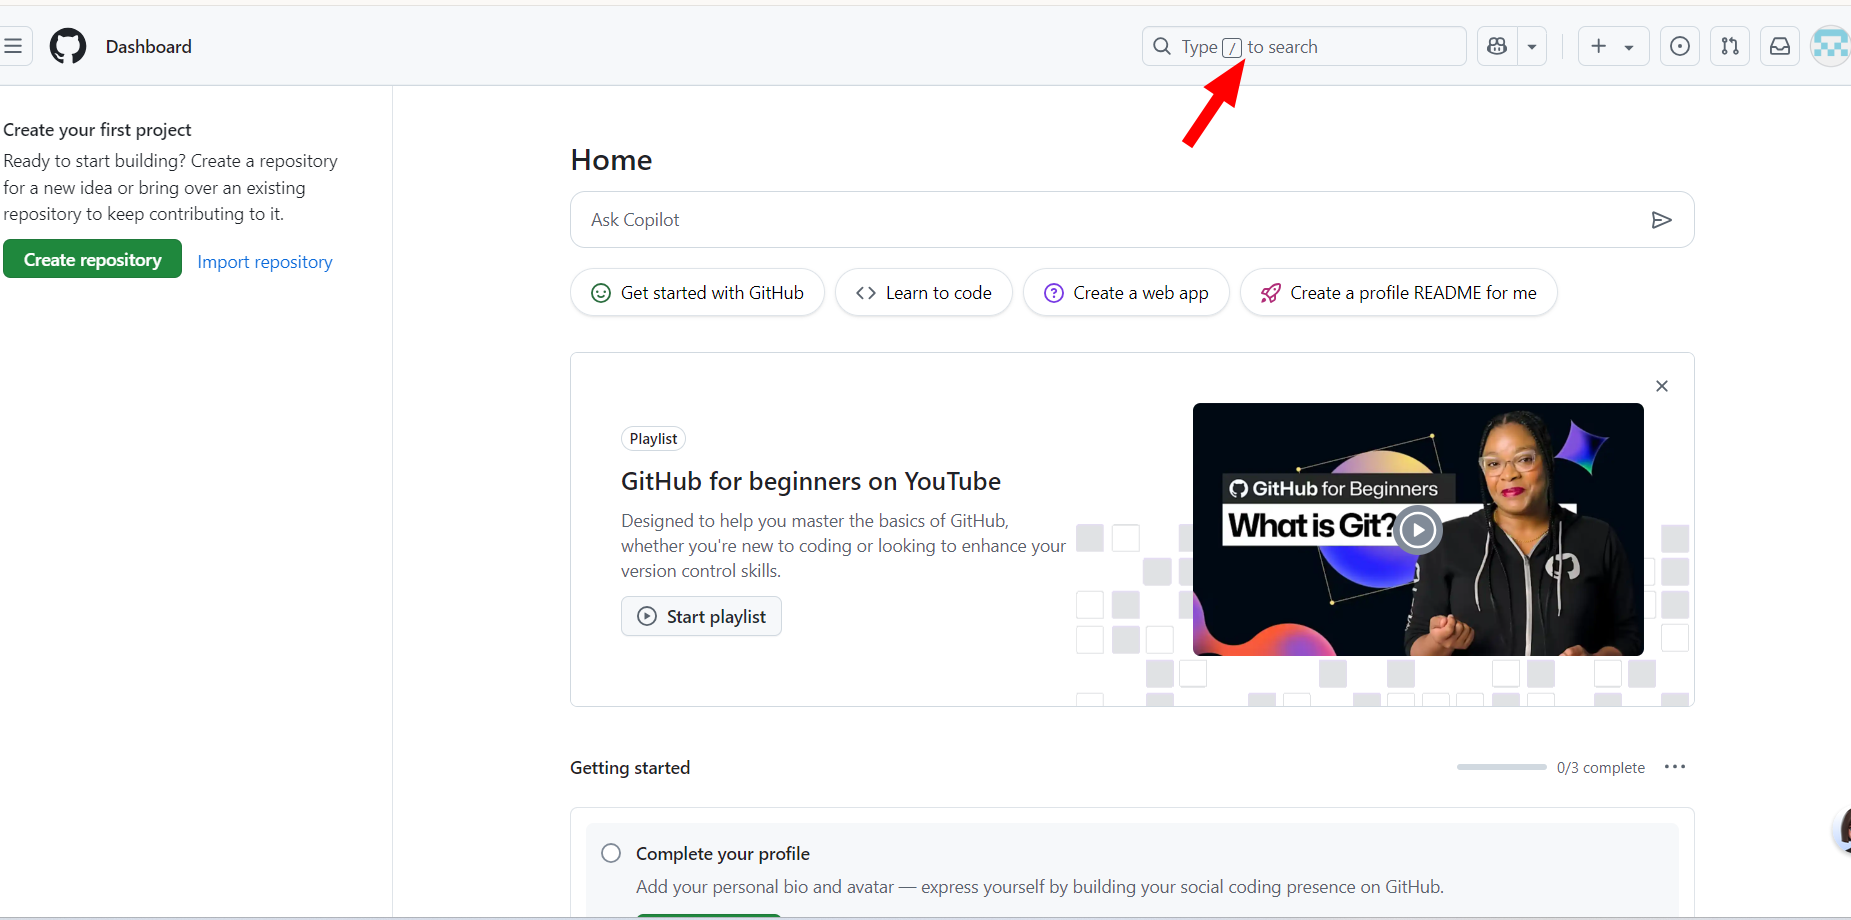 Dashboard
Type / to search
Create your first project
Ready to start building? Create a repository
for a new idea or bring over an existing
repository to keep contributing to it.
Create repository
Import repository
Home
Ask Copilot
Get started with GitHub
Learn to code
Create a web app
Create a profile README for me
Playlist
GitHub for beginners on YouTube
Designed to help you master the basics of GitHub,
whether you're new to coding or looking to enhance your
version control skills.
Start playlist
GitHub for Beginners
What is Git?
Getting started
0/3 complete
Complete your profile
Add your personal bio and avatar — express yourself by building your social coding presence on GitHub.